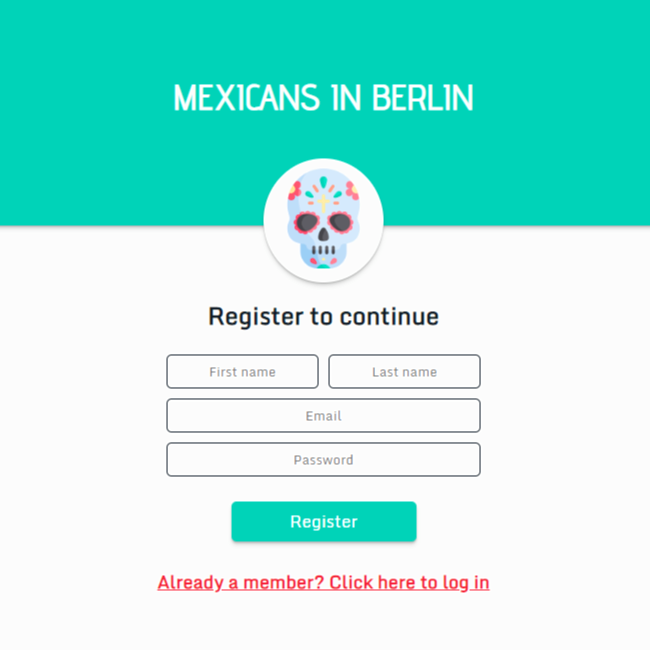 MEXICANS IN BERLIN
Register to continue
First name Last name
Email
Password
Register
Already a member? Click here to log in